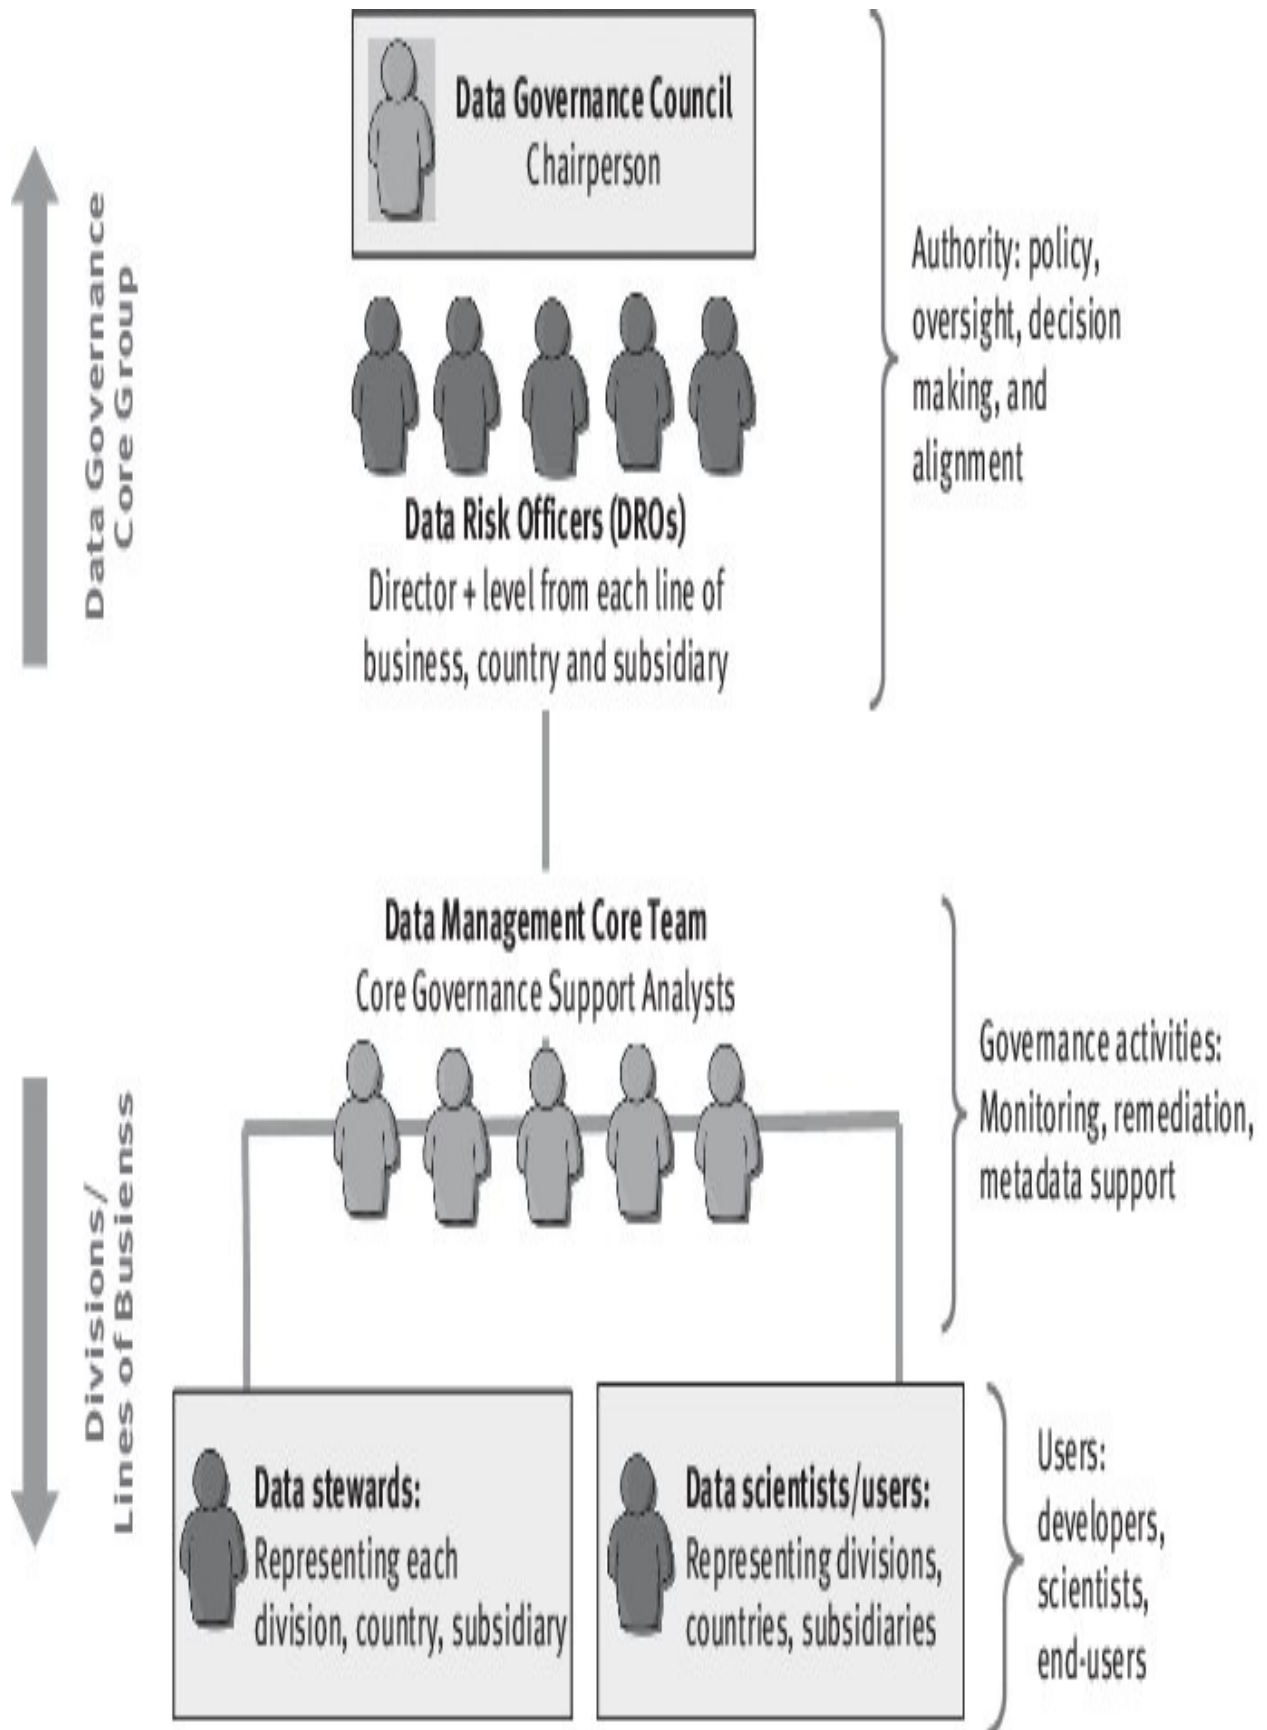 Data Governance Council
Chairperson
Data Governance
Core Group
Authority: policy,
oversight, decision
making, and
alignment
Data Risk Officers (DROs)
Director + level from each line of
business, country and subsidiary
Data Management Core Team
Core Governance Support Analysts
Governance activities:
Monitoring, remediation,
metadata support
Divisions/
Lines of Busienss
Data stewards:
Representing each
division, country, subsidiary
Data scientists/users:
Representing divisions,
countries, subsidiaries
Users:
developers,
scientists,
end-users